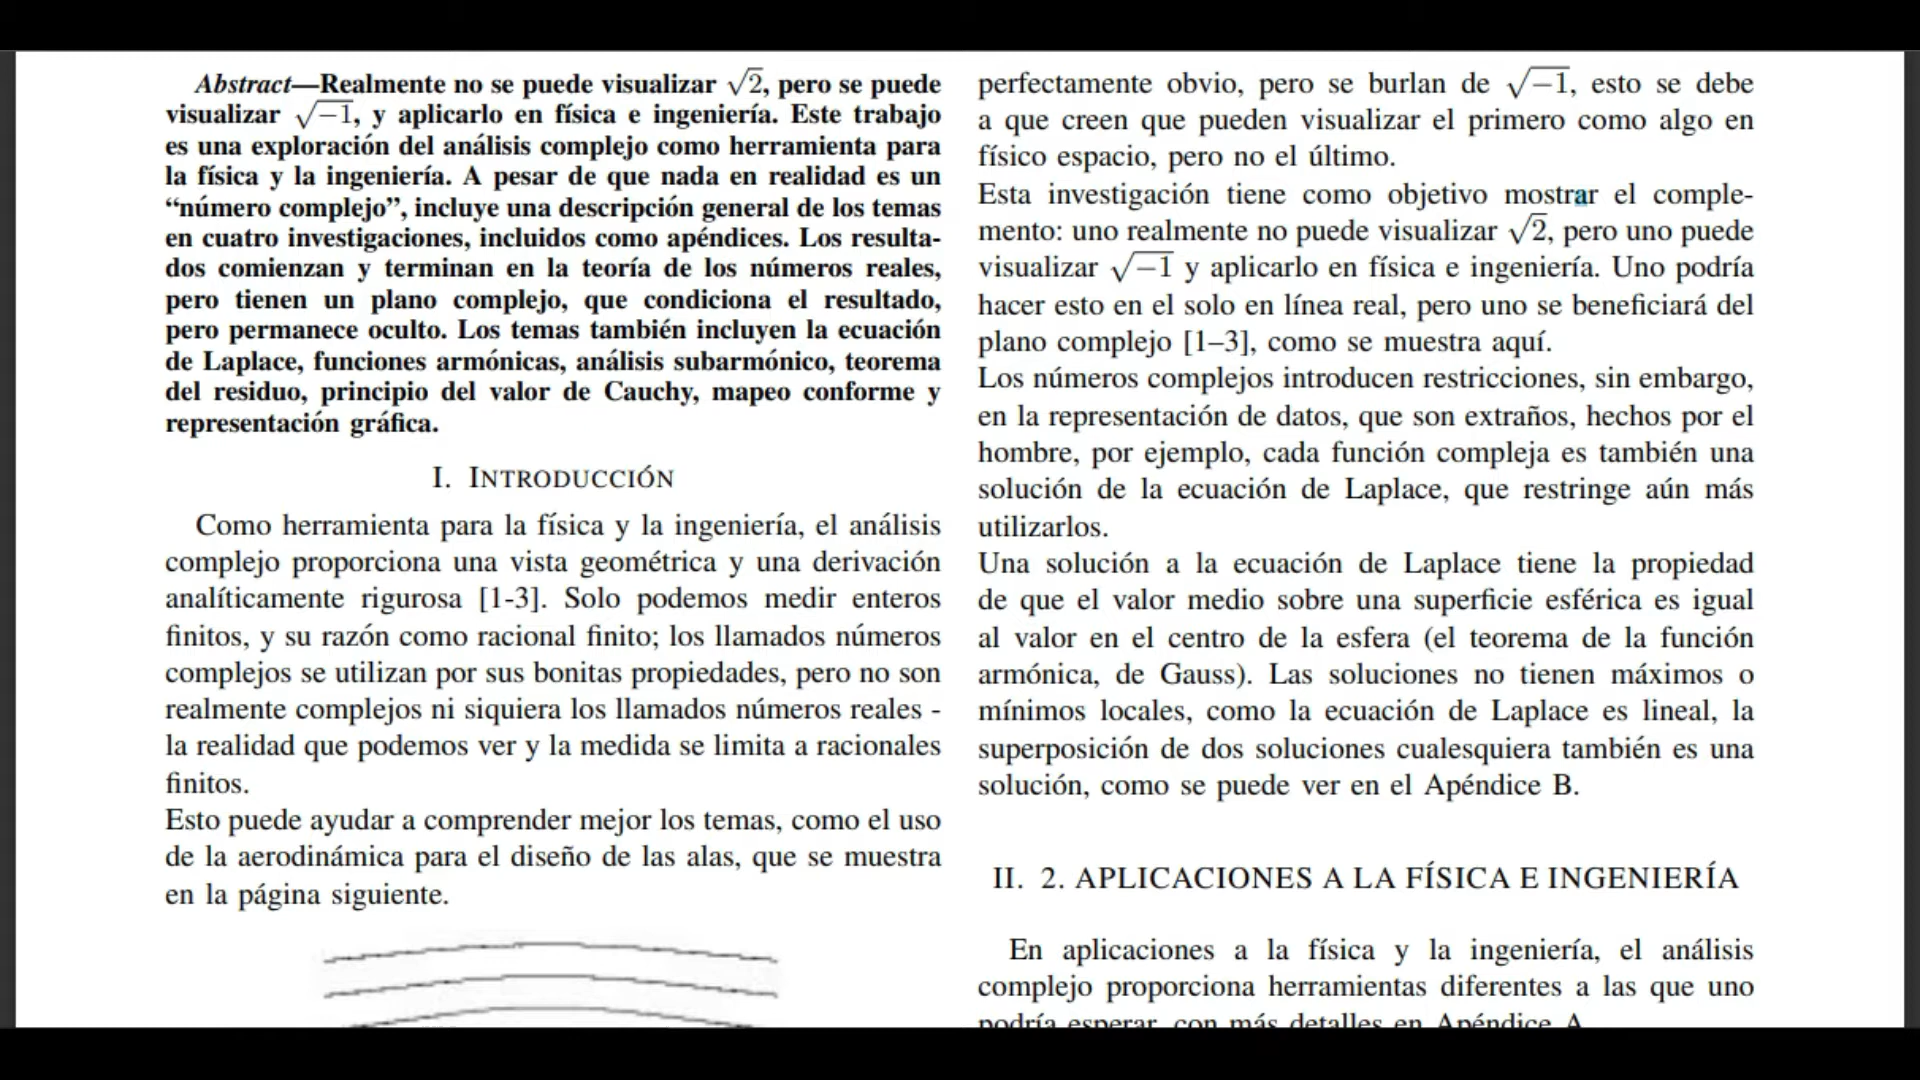 Abstract—Realmente no se puede visualizar √2, pero se puede
visualizar √−1, y aplicarlo en física e ingeniería. Este trabajo
es una exploración del análisis complejo como herramienta para
la física y la ingeniería. A pesar de que nada en realidad es un
“número complejo”, incluye una descripción general de los temas
en cuatro investigaciones, incluidos como apéndices. Los resulta-
dos comienzan y terminan en la teoría de los números reales,
pero tienen un plano complejo, que condiciona el resultado,
pero permanece oculto. Los temas también incluyen la ecuación
de Laplace, funciones armónicas, análisis subarmónico, teorema
del residuo, principio del valor de Cauchy, mapeo conforme y
representación gráfica.
I. INTRODUCCIÓN
Como herramienta para la física y la ingeniería, el análisis
complejo proporciona una vista geométrica y una derivación
analíticamente rigurosa [1-3]. Solo podemos medir enteros
finitos, y su razón como racional finito; los llamados números
complejos se utilizan por sus bonitas propiedades, pero no son
realmente complejos ni siquiera los llamados números reales -
la realidad que podemos ver y la medida se limita a racionales
finitos.
Esto puede ayudar a comprender mejor los temas, como el uso
de la aerodinámica para el diseño de las alas, que se muestra
en la página siguiente.
perfectamente obvio, pero se burlan de √−1, esto se debe
a que creen que pueden visualizar el primero como algo en
físico espacio, pero no el último.
Esta investigación tiene como objetivo mostrar el comple-
mento: uno realmente no puede visualizar √2, pero uno puede
visualizar √−1 y aplicarlo en física e ingeniería. Uno podría
hacer esto en el solo en línea real, pero uno se beneficiará del
plano complejo [1–3], como se muestra aquí.
Los números complejos introducen restricciones, sin embargo,
en la representación de datos, que son extraños, hechos por el
hombre, por ejemplo, cada función compleja es también una
solución de la ecuación de Laplace, que restringe aún más
utilizarlos.
Una solución a la ecuación de Laplace tiene la propiedad
de que el valor medio sobre una superficie esférica es igual
al valor en el centro de la esfera (el teorema de la función
armónica, de Gauss). Las soluciones no tienen máximos o
mínimos locales, como la ecuación de Laplace es lineal, la
superposición de dos soluciones cualesquiera también es una
solución, como se puede ver en el Apéndice B.
II. 2. APLICACIONES A LA FÍSICA E INGENIERÍA
En aplicaciones a la física y la ingeniería, el análisis
complejo proporciona herramientas diferentes a las que uno
podría esperar, con más detalles en Apéndice A.